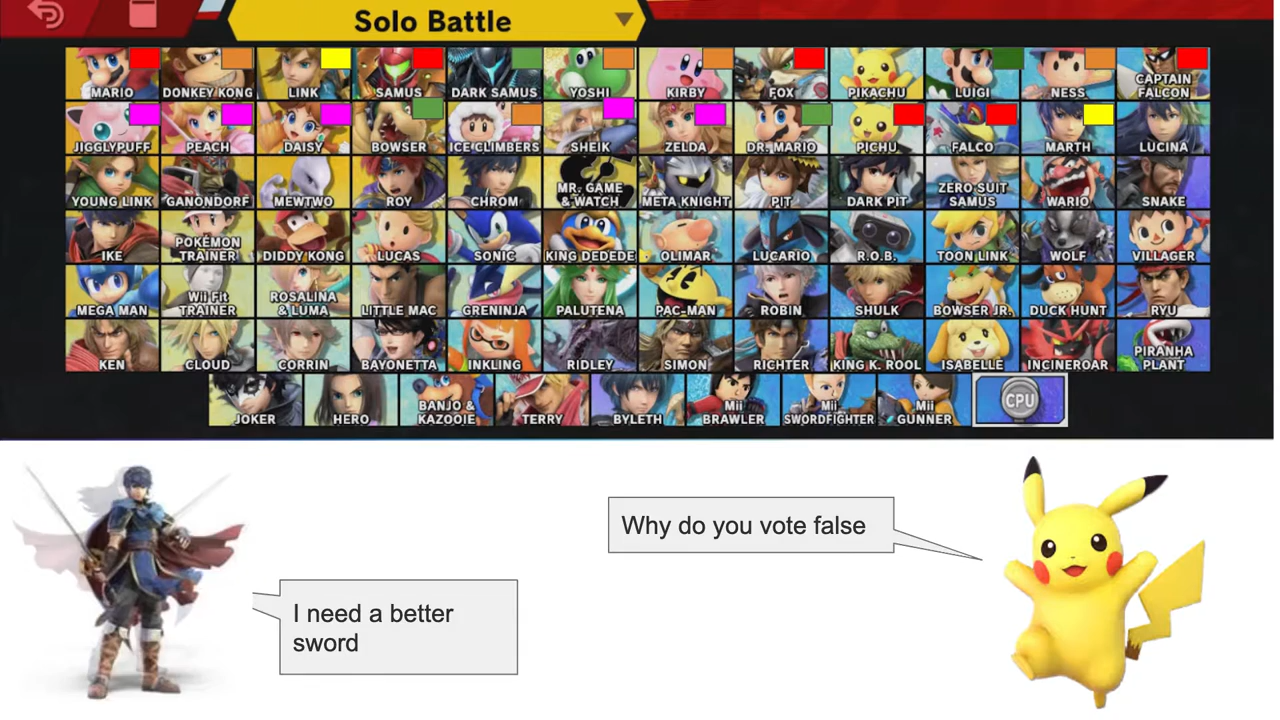 Solo Battle
MARIO DONKEY KONG LINK SAMUS DARK SAMUS YOSHI KIRBY FOX PIKACHU LUIGI NESS CAPTAIN FALCON
JIGGLYPUFF PEACH DAISY BOWSER ICE CLIMBERS SHEIK ZELDA DR. MARIO PICHU FALCO MARTH LUCINA
YOUNG LINK GANONDORF MEWTWO ROY CHROM MR. GAME & WATCH META KNIGHT PIT DARK PIT ZERO SUIT SAMUS WARIO SNAKE
IKE POKÉMON TRAINER DIDDY KONG LUCAS SONIC KING DEDEDE OLIMAR LUCARIO R.O.B. TOON LINK WOLF VILLAGER
MEGA MAN Wii Fit TRAINER ROSALINA & LUMA LITTLE MAC GRENINJA PALUTENA PAC-MAN ROBIN SHULK BOWSER JR. DUCK HUNT RYU
KEN CLOUD CORRIN BAYONETTA INKLING RIDLEY SIMON RICHTER KING K. ROOL ISABELLE INCINEROAR PIRANHA PLANT
JOKER HERO BANJO & KAZOOIE TERRY BYLETH Mii BRAWLER Mii SWORDFIGHTER Mii GUNNER CPU
Why do you vote false
I need a better
sword